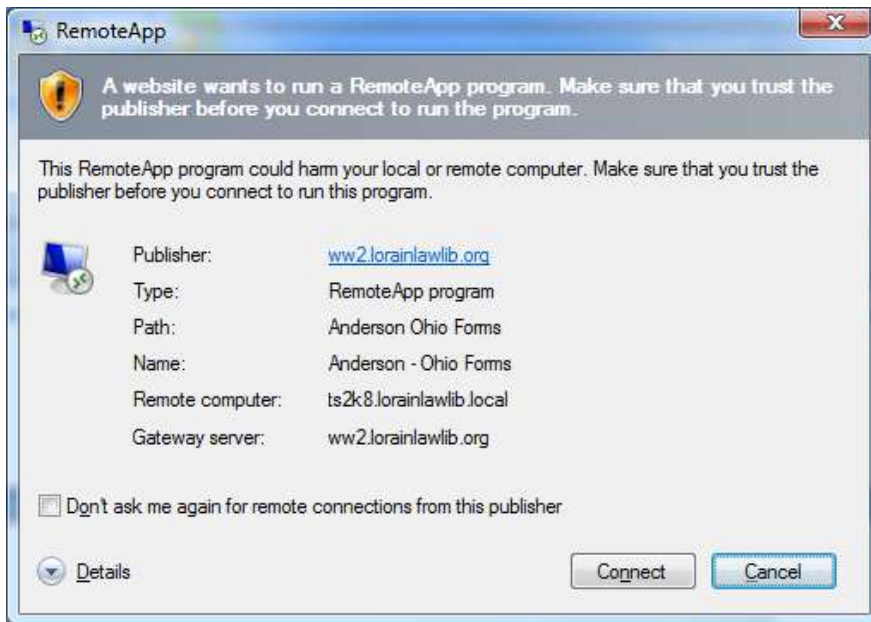 RemoteApp
A website wants to run a RemoteApp program. Make sure that you trust the
publisher before you connect to run the program.
This RemoteApp program could harm your local or remote computer. Make sure that you trust the
publisher before you connect to run this program.
Publisher: ww2.lorainlawlib.org
Type: RemoteApp program
Path: Anderson Ohio Forms
Name: Anderson - Ohio Forms
Remote computer: ts2k8.lorainlawlib.local
Gateway server: ww2.lorainlawlib.org
Don't ask me again for remote connections from this publisher
Details Connect Cancel